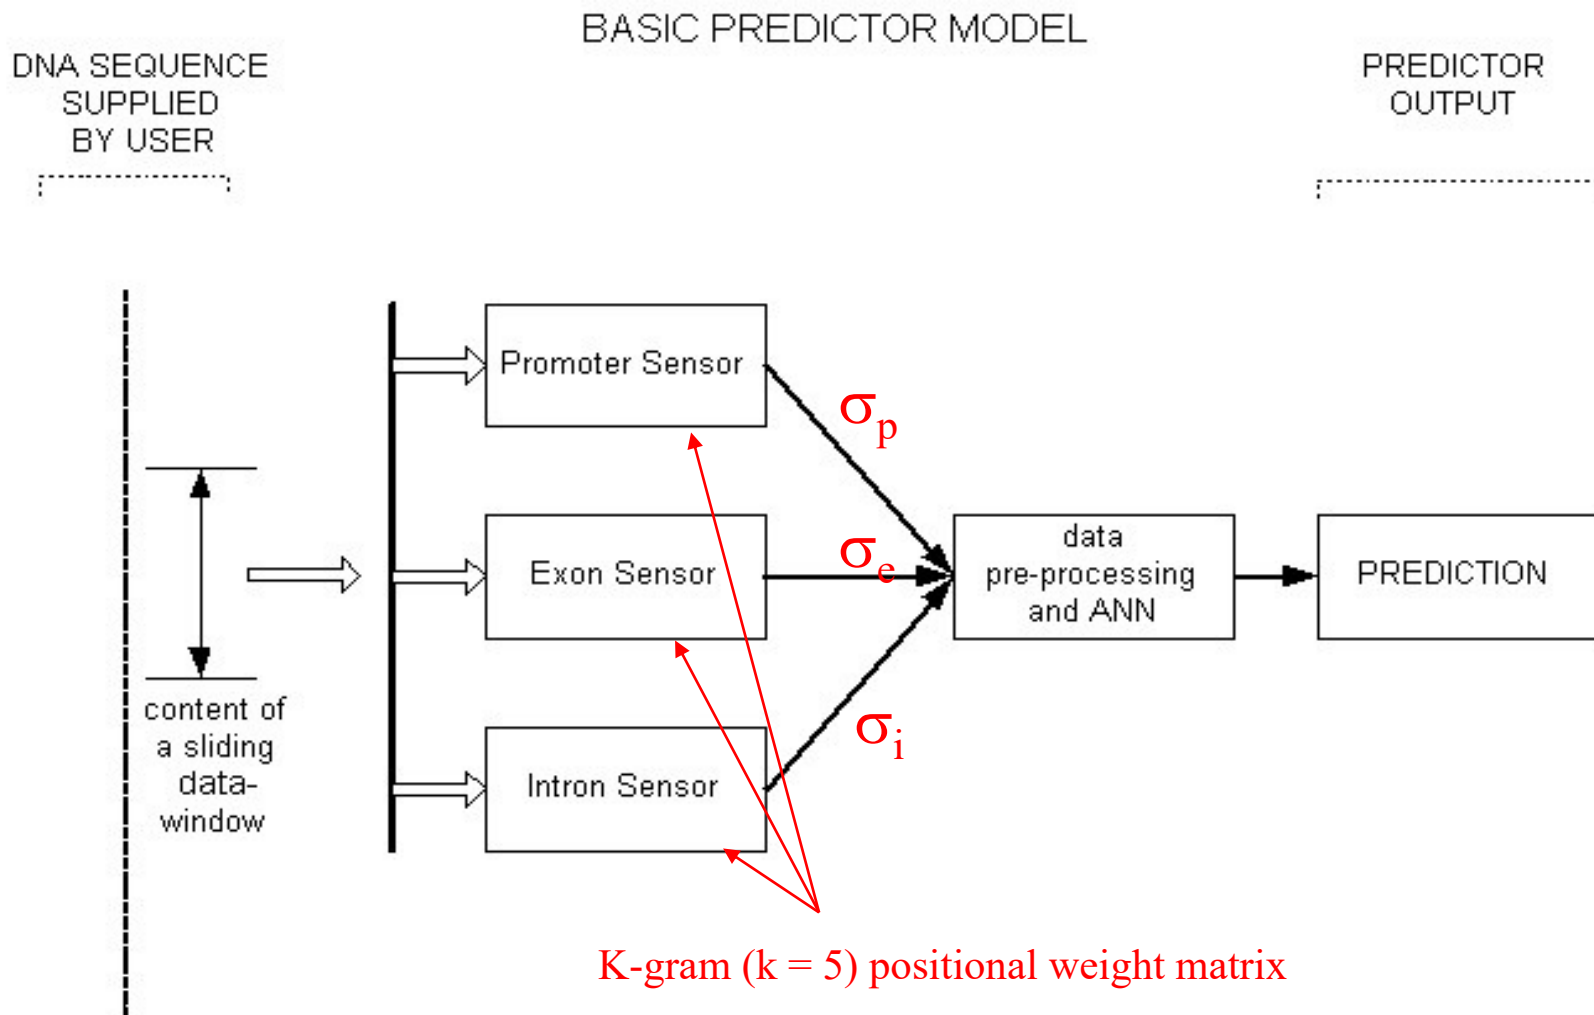 BASIC PREDICTOR MODEL
DNA SEQUENCE
SUPPLIED
BY USER
PREDICTOR
OUTPUT
Promoter Sensor
σp
Exon Sensor
σe
data
pre-processing
and ANN
PREDICTION
content of
a sliding
data-
window
Intron Sensor
σi
K-gram (k = 5) positional weight matrix